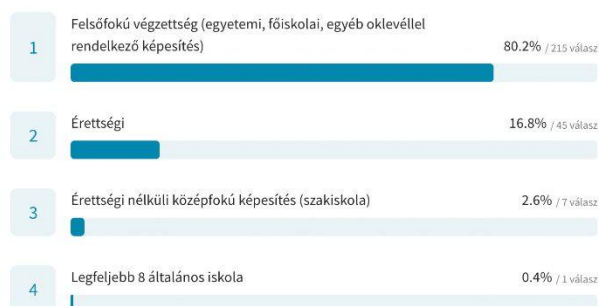 1
Felsőfokú végzettség (egyetemi, főiskolai, egyéb oklevéllel
rendelkező képesítés)
80.2% / 215 válasz
2
Érettségi
16.8% / 45 válasz
3
Érettségi nélküli középfokú képesítés (szakiskola)
2.6% / 7 válasz
4
Legfeljebb 8 általános iskola
0.4% / 1 válasz